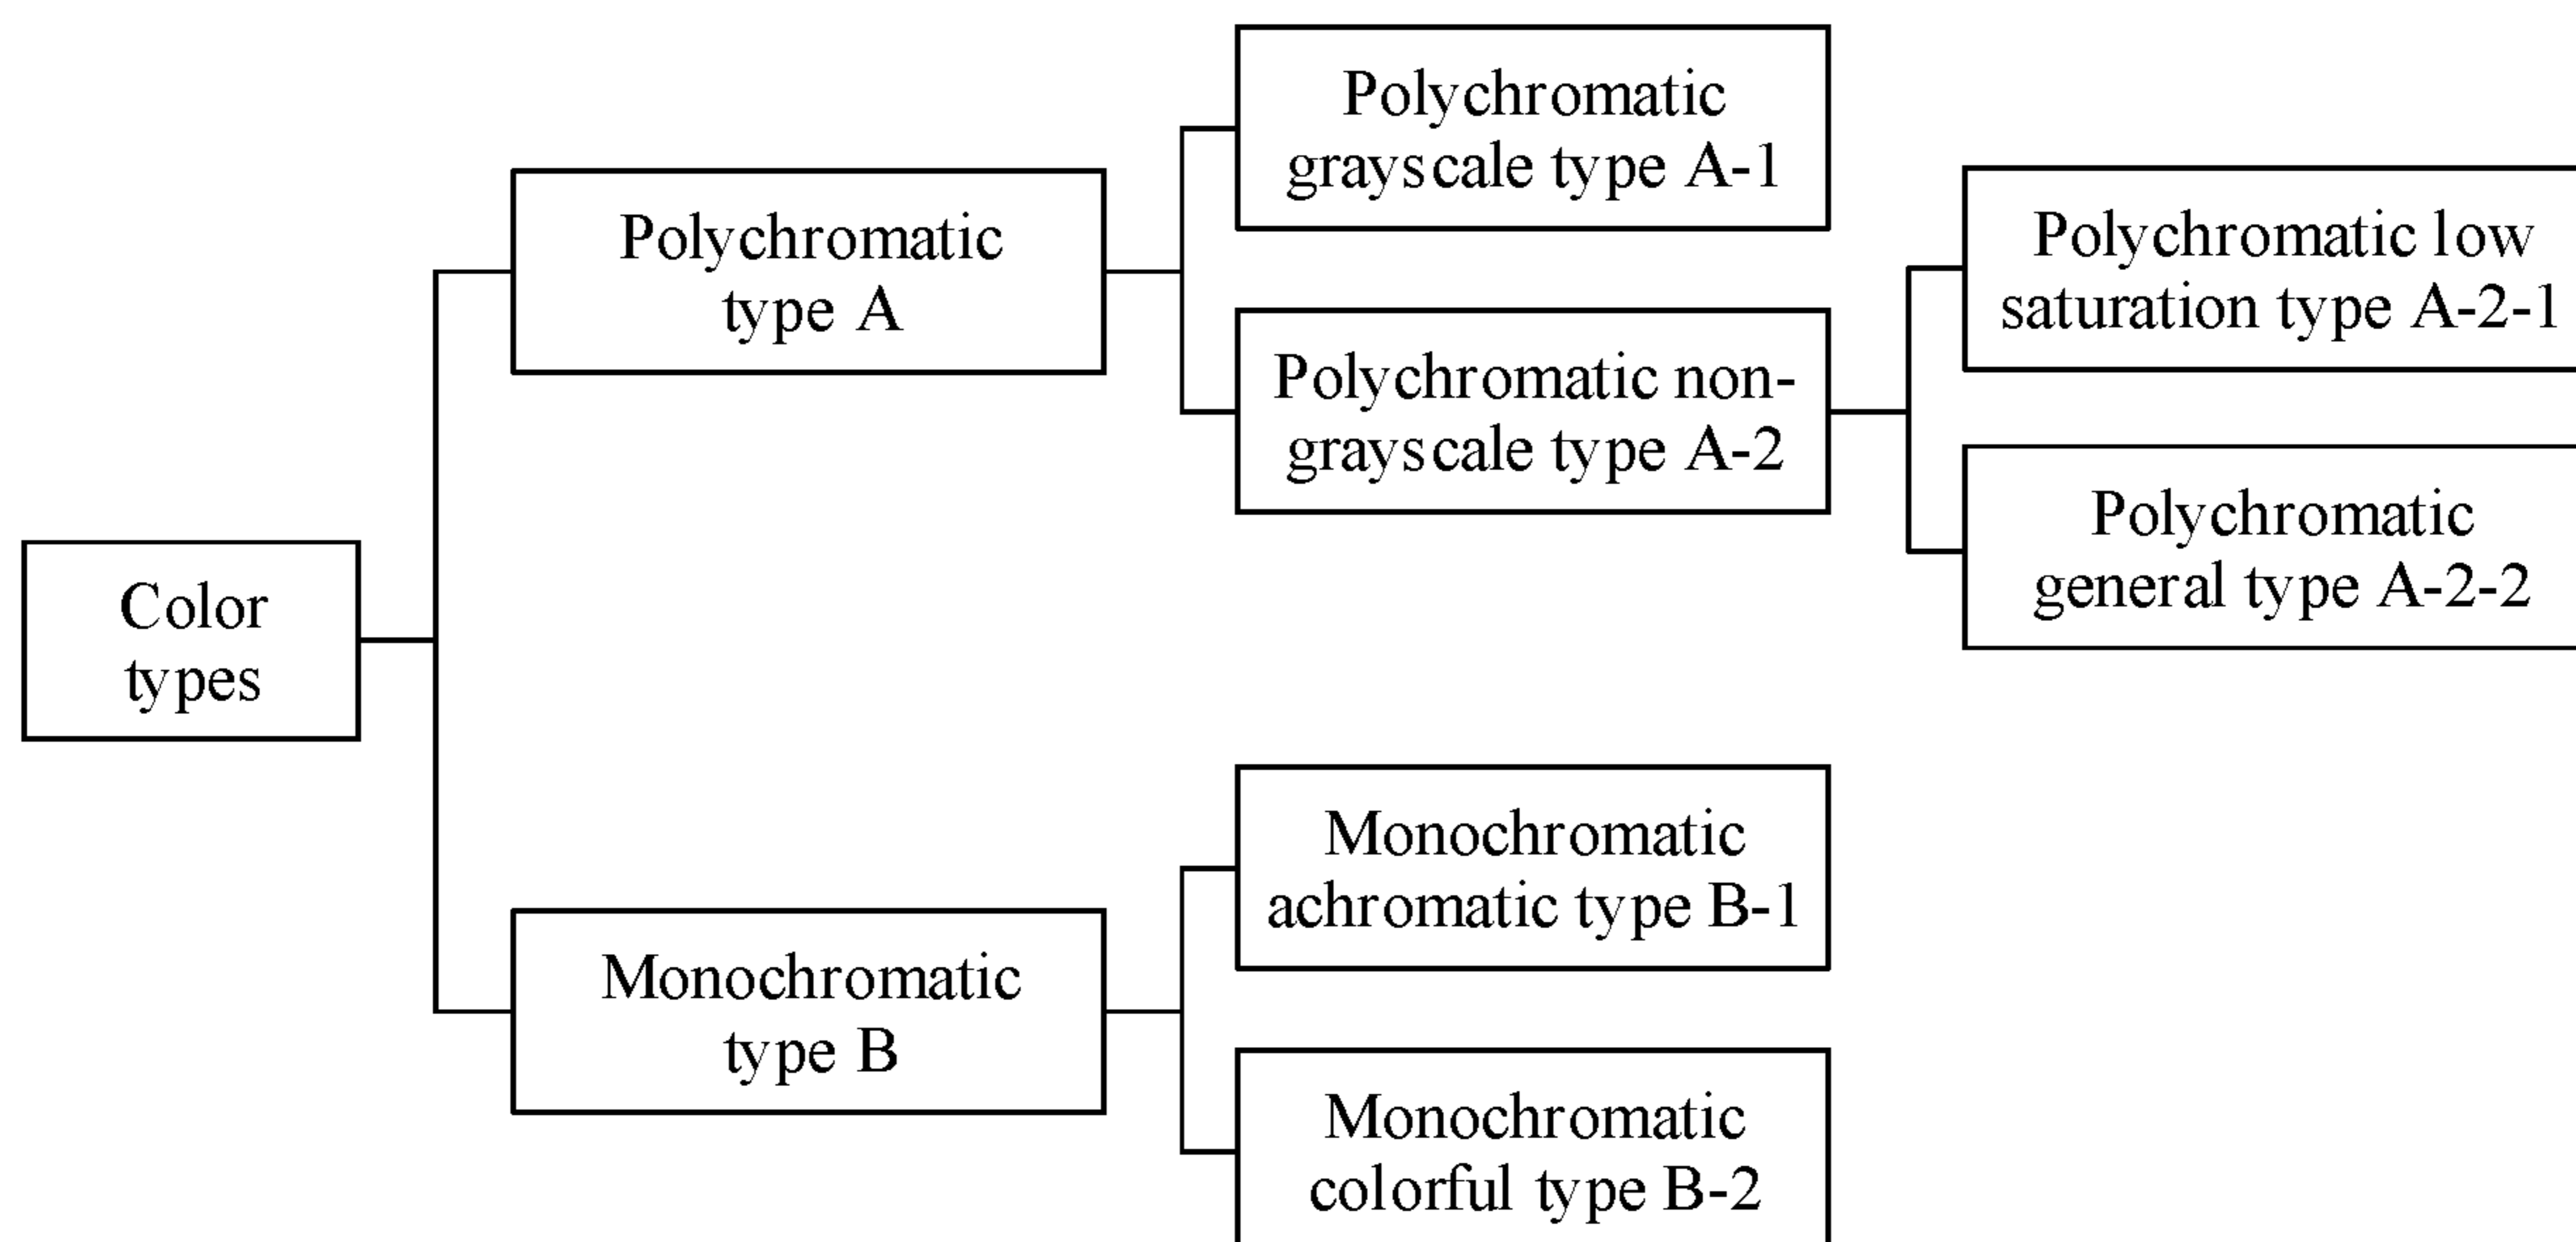 Color
types
Polychromatic
type A
Polychromatic
grayscale type A-1
Polychromatic non-
grayscale type A-2
Polychromatic low
saturation type A-2-1
Polychromatic
general type A-2-2
Monochromatic
type B
Monochromatic
achromatic type B-1
Monochromatic
colorful type B-2